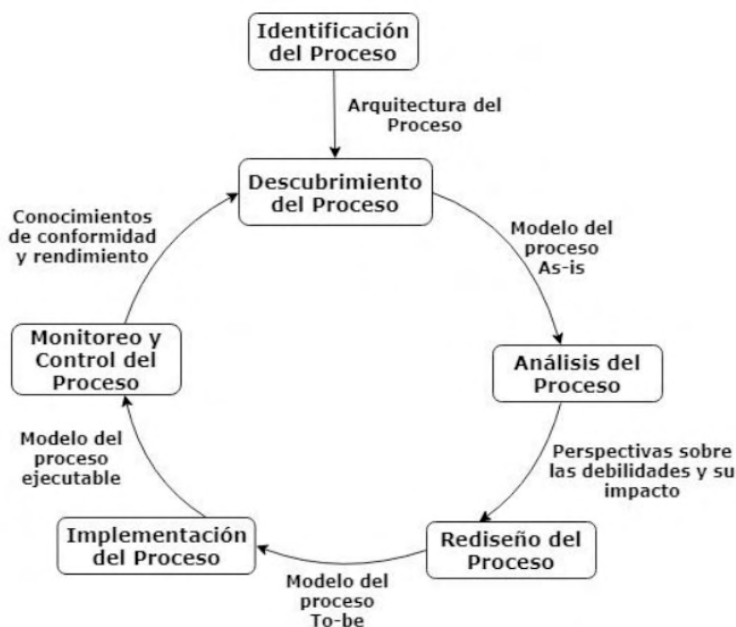 Identificación
del Proceso
Arquitectura del
Proceso
Descubrimiento
del Proceso
Modelo del
proceso
As-is
Análisis del
Proceso
Perspectivas sobre
las debilidades y su
impacto
Rediseño del
Proceso
Modelo del
proceso
To-be
Implementación
del Proceso
Modelo del
proceso
ejecutable
Monitoreo y
Control del
Proceso
Conocimientos
de conformidad
y rendimiento